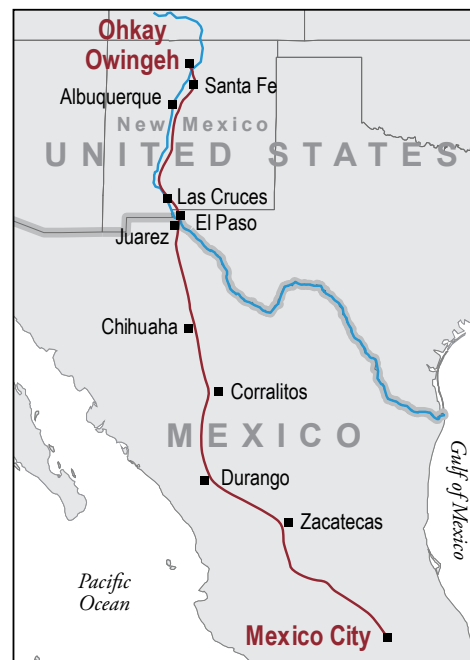 Ohkay
Owingeh
Santa Fe
Albuquerque
New Mexico
UNITED STATES
Las Cruces
El Paso
Juarez
Chihuaha
Corralitos
MEXICO
Gulf of Mexico
Durango
Zacatecas
Pacific
Ocean
Mexico City